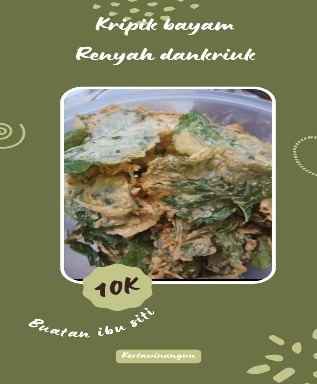 Kripik bayam
Renyah dankriuk
10K
Buatan ibu siti
Kertawinangun